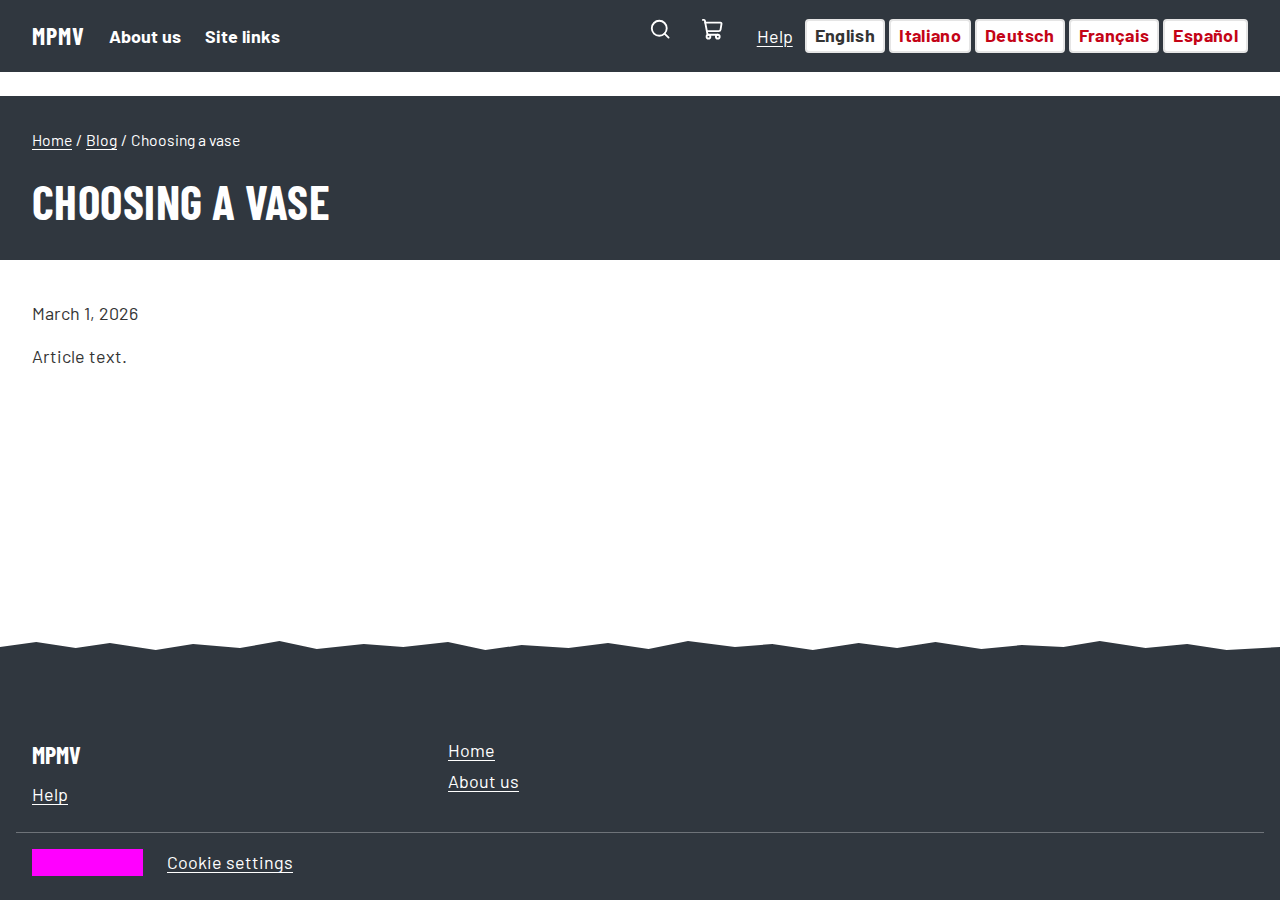 MPMV About us Site links Help English Italiano Deutsch Français Español
Home / Blog / Choosing a vase
CHOOSING A VASE
March 1, 2026
Article text.
MPMV
Help
Home
About us
Cookie settings